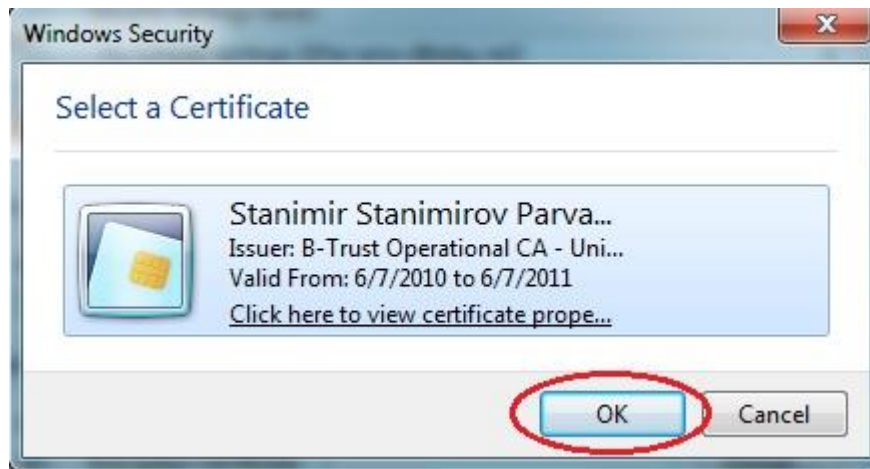 Windows Security
Select a Certificate
Stanimir Stanimirov Parva...
Issuer: B-Trust Operational CA - Uni...
Valid From: 6/7/2010 to 6/7/2011
Click here to view certificate prope...
OK
Cancel